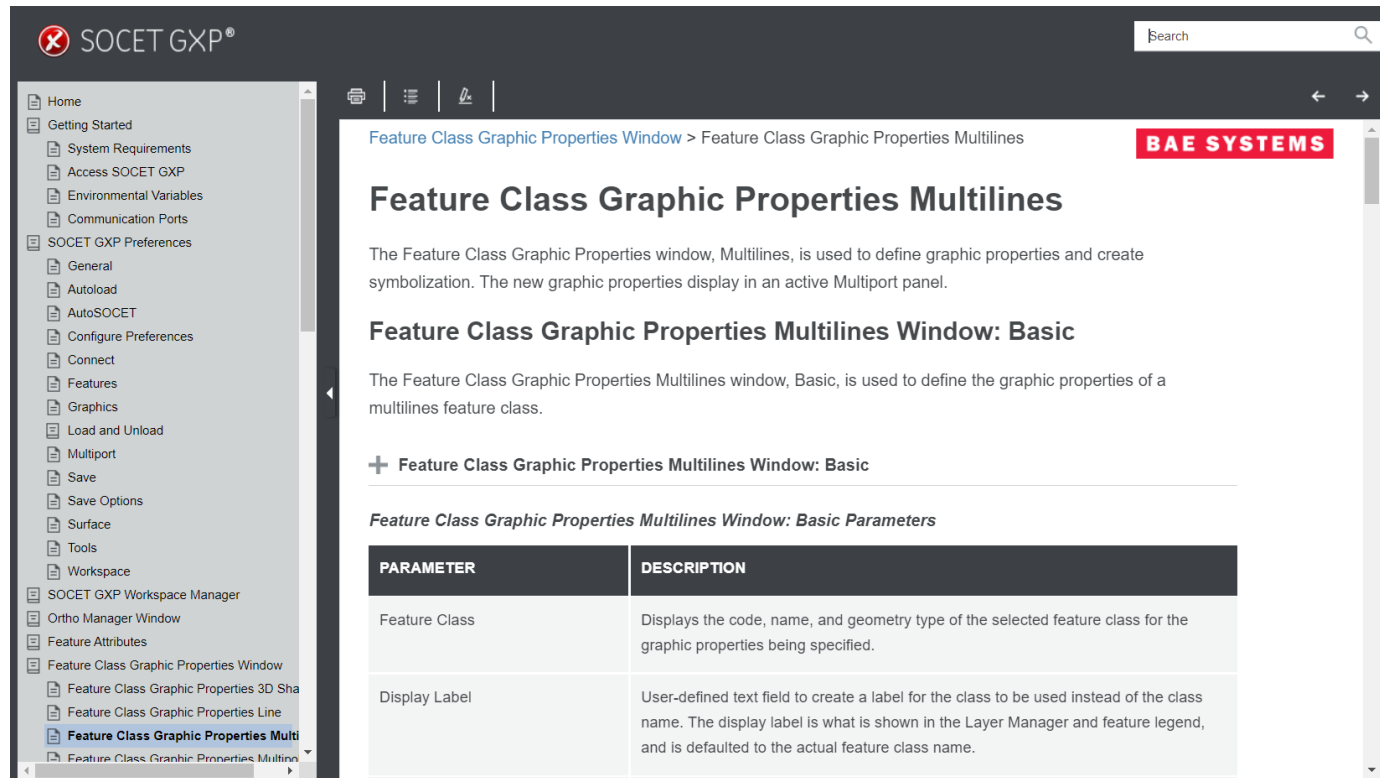 SOCET GXP®
Search
Home
Getting Started
System Requirements
Access SOCET GXP
Environmental Variables
Communication Ports
SOCET GXP Preferences
General
Autoload
AutoSOCET
Configure Preferences
Connect
Features
Graphics
Load and Unload
Multiport
Save
Save Options
Surface
Tools
Workspace
SOCET GXP Workspace Manager
Ortho Manager Window
Feature Attributes
Feature Class Graphic Properties Window
Feature Class Graphic Properties 3D Sha
Feature Class Graphic Properties Line
Feature Class Graphic Properties Multi
Feature Class Graphic Properties Multipo
Feature Class Graphic Properties Window > Feature Class Graphic Properties Multilines
BAE SYSTEMS
Feature Class Graphic Properties Multilines
The Feature Class Graphic Properties window, Multilines, is used to define graphic properties and create
symbolization. The new graphic properties display in an active Multiport panel.
Feature Class Graphic Properties Multilines Window: Basic
The Feature Class Graphic Properties Multilines window, Basic, is used to define the graphic properties of a
multilines feature class.
Feature Class Graphic Properties Multilines Window: Basic
Feature Class Graphic Properties Multilines Window: Basic Parameters
PARAMETER DESCRIPTION
Feature Class Displays the code, name, and geometry type of the selected feature class for the
graphic properties being specified.
Display Label User-defined text field to create a label for the class to be used instead of the class
name. The display label is what is shown in the Layer Manager and feature legend,
and is defaulted to the actual feature class name.